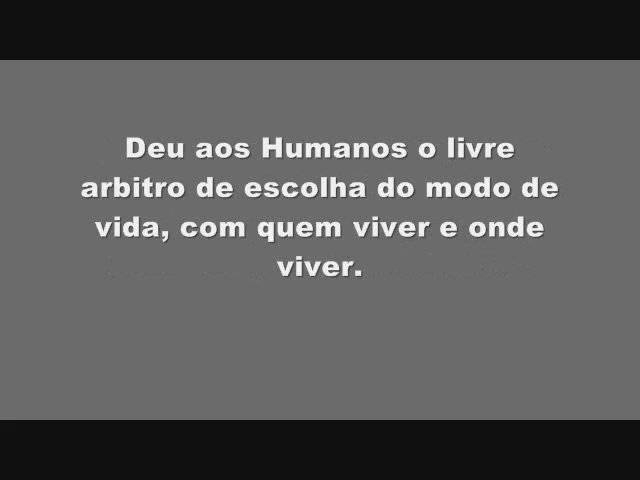 Deu aos Humanos o livre
arbitro de escolha do modo de
vida, com quem viver e onde
viver.